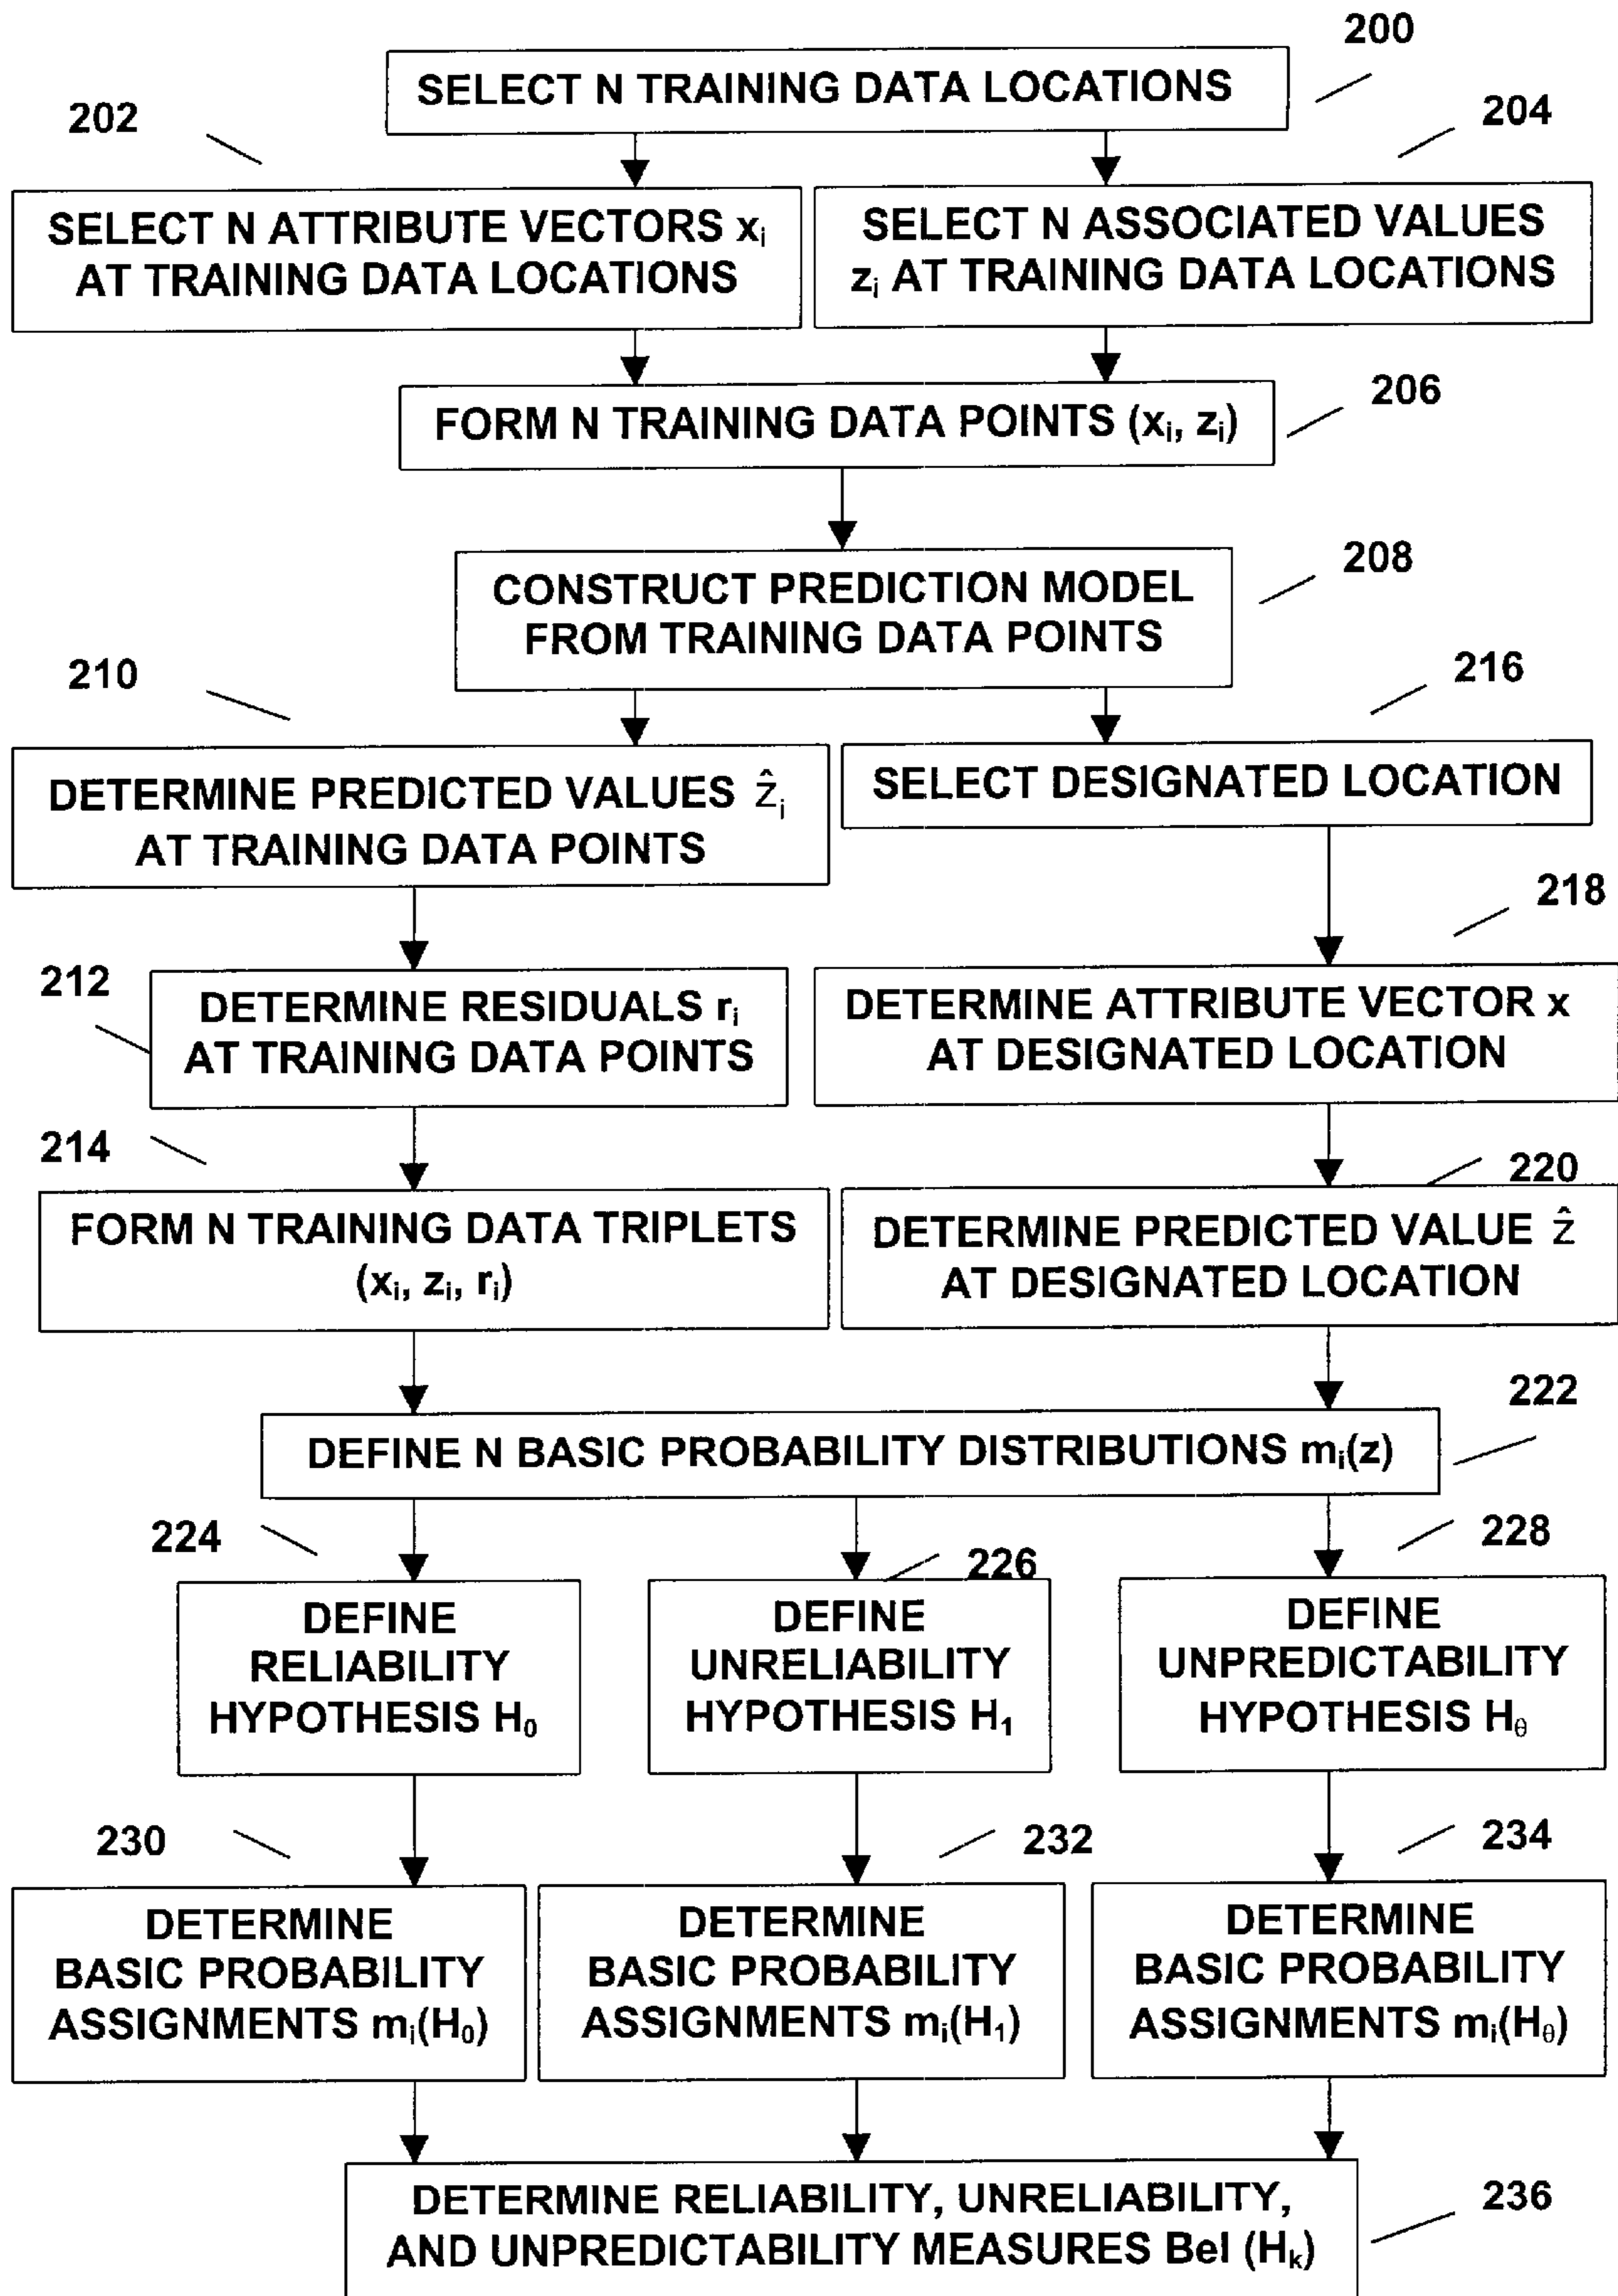 200
SELECT N TRAINING DATA LOCATIONS
202
204
SELECT N ATTRIBUTE VECTORS xᵢ
AT TRAINING DATA LOCATIONS
SELECT N ASSOCIATED VALUES
zᵢ AT TRAINING DATA LOCATIONS
206
FORM N TRAINING DATA POINTS (xᵢ, zᵢ)
208
CONSTRUCT PREDICTION MODEL
FROM TRAINING DATA POINTS
210
216
DETERMINE PREDICTED VALUES ẑᵢ
AT TRAINING DATA POINTS
SELECT DESIGNATED LOCATION
218
212
DETERMINE RESIDUALS rᵢ
AT TRAINING DATA POINTS
DETERMINE ATTRIBUTE VECTOR x
AT DESIGNATED LOCATION
214
220
FORM N TRAINING DATA TRIPLETS
(xᵢ, zᵢ, rᵢ)
DETERMINE PREDICTED VALUE ẑ
AT DESIGNATED LOCATION
222
DEFINE N BASIC PROBABILITY DISTRIBUTIONS mᵢ(z)
224
226
228
DEFINE
RELIABILITY
HYPOTHESIS H₀
DEFINE
UNRELIABILITY
HYPOTHESIS H₁
DEFINE
UNPREDICTABILITY
HYPOTHESIS Hθ
230
232
234
DETERMINE
BASIC PROBABILITY
ASSIGNMENTS mᵢ(H₀)
DETERMINE
BASIC PROBABILITY
ASSIGNMENTS mᵢ(H₁)
DETERMINE
BASIC PROBABILITY
ASSIGNMENTS mᵢ(Hθ)
236
DETERMINE RELIABILITY, UNRELIABILITY,
AND UNPREDICTABILITY MEASURES Bel (Hₖ)